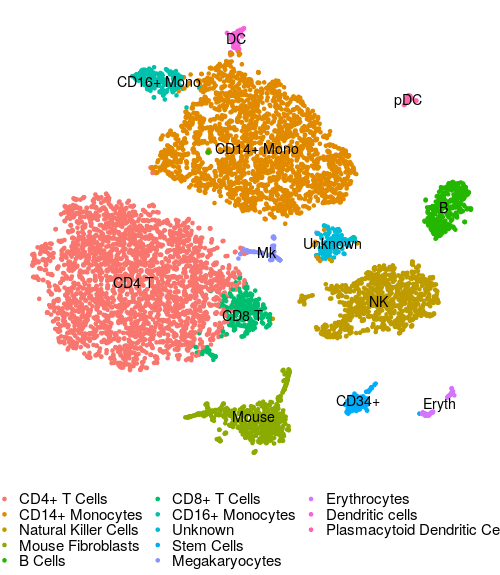 DC
CD16+ Mono
pDC
CD14+ Mono
B
Unknown
Mk
CD4 T
NK
CD8 T
CD34+
Eryth
Mouse
CD4+ T Cells
CD14+ Monocytes
Natural Killer Cells
Mouse Fibroblasts
B Cells
CD8+ T Cells
CD16+ Monocytes
Unknown
Stem Cells
Megakaryocytes
Erythrocytes
Dendritic cells
Plasmacytoid Dendritic Ce